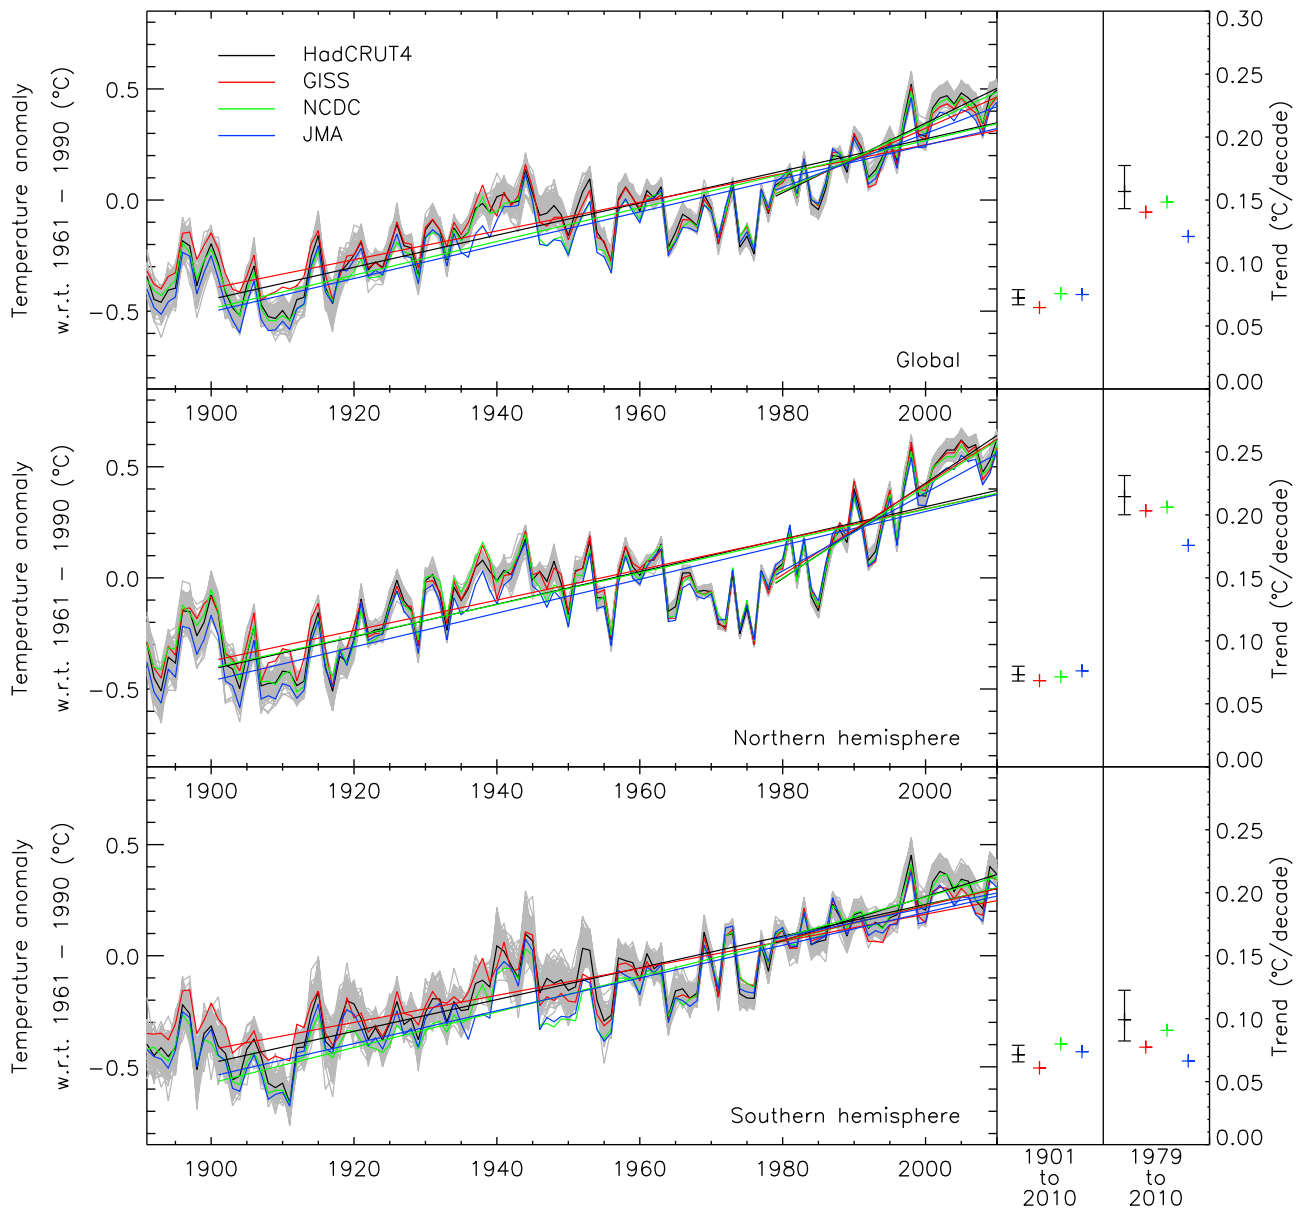 HadCRUT4
GISS
NCDC
JMA
Temperature anomaly
w.r.t. 1961 – 1990 (°C)
0.5
0.0
−0.5
Global
1900 1920 1940 1960 1980 2000
0.30
0.25
0.20
0.15
0.10
0.05
0.00
Trend (°C/decade)
Temperature anomaly
w.r.t. 1961 – 1990 (°C)
0.5
0.0
−0.5
Northern hemisphere
1900 1920 1940 1960 1980 2000
0.25
0.20
0.15
0.10
0.05
0.00
Trend (°C/decade)
Temperature anomaly
w.r.t. 1961 – 1990 (°C)
0.5
0.0
−0.5
Southern hemisphere
1900 1920 1940 1960 1980 2000
0.25
0.20
0.15
0.10
0.05
0.00
Trend (°C/decade)
1901
to
2010
1979
to
2010